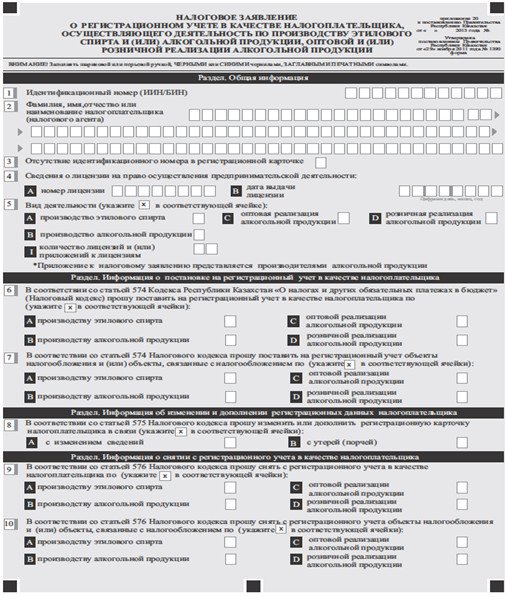 НАЛОГОВОЕ ЗАЯВЛЕНИЕ
О РЕГИСТРАЦИОННОМ УЧЕТЕ В КАЧЕСТВЕ НАЛОГОПЛАТЕЛЬЩИКА,
ОСУЩЕСТВЛЯЮЩЕГО ДЕЯТЕЛЬНОСТЬ ПО ПРОИЗВОДСТВУ ЭТИЛОВОГО
СПИРТА И (ИЛИ) АЛКОГОЛЬНОЙ ПРОДУКЦИИ, ОПТОВОЙ И (ИЛИ)
РОЗНИЧНОЙ РЕАЛИЗАЦИИ АЛКОГОЛЬНОЙ ПРОДУКЦИИ
приложение 20
к постановлению Правительства
Республики Казахстан
от « » 2013 года №
Утверждена
постановлением Правительства
Республики Казахстан
от «23» ноября 2011 года № 1390
форма
ВНИМАНИЕ! Заполнять шариковой или перьевой ручкой, ЧЕРНЫМИ или СИНИМИ чернилами, ЗАГЛАВНЫМИ ПЕЧАТНЫМИ символами.
Раздел. Общая информация
1 Идентификационный номер (ИИН/БИН)
2 Фамилия, имя,отчество или
наименование налогоплательщика
(налогового агента)
3 Отсутствие идентификационного номера в регистрационной карточке
4 Сведения о лицензии на право осуществления предпринимательской деятельности:
A номер лицензии B дата выдачи
лицензии
Цифрами день, месяц, год
5 Вид деятельности (укажите x в соответствующей ячейке):
A производство этилового спирта C оптовая реализация
алкогольной продукции D розничная реализация
алкогольной продукции
B производство алкогольной продукции
I количество лицензий и (или)
приложений к лицензиям
*Приложение к налоговому заявлению представляется производителями алкогольной продукции
Раздел. Информация о постановке на регистрационный учет в качестве налогоплательщика
6 В соответствии со статьей 574 Кодекса Республики Казахстан «О налогах и других обязательных платежах в бюджет»
(Налоговый кодекс) прошу поставить на регистрационный учет в качестве налогоплательщика по
(укажите x в соответствующей ячейки):
A производству этилового спирта C оптовой реализации
алкогольной продукции
B производству алкогольной продукции D розничной реализации
алкогольной продукции
7 В соответствии со статьей 574 Налогового кодекса прошу поставить на регистрационный учет объекты
налогообложения и (или) объекты, связанные с налогообложением по (укажите x в соответствующей ячейки):
A производству этилового спирта C оптовой реализации
алкогольной продукции
B производству алкогольной продукции D розничной реализации
алкогольной продукции
Раздел. Информация об изменении и дополнении регистрационных данных налогоплательщика
8 В соответствии со статьей 575 Налогового кодекса прошу изменить или дополнить регистрационную карточку
налогоплательщика в связи (укажите x в соответствующей ячейки):
A с изменением сведений B с утерей (порчей)
Раздел. Информация о снятии с регистрационного учета в качестве налогоплательщика
9 В соответствии со статьей 576 Налогового кодекса прошу снять с регистрационного учета в качестве
налогоплательщика по (укажите x в соответствующей ячейки):
A производству этилового спирта C оптовой реализации
алкогольной продукции
B производству алкогольной продукции D розничной реализации
алкогольной продукции
10 В соответствии со статьей 576 Налогового кодекса прошу снять с регистрационного учета объекты налогообложения
и (или) объекты, связанные с налогообложением по (укажите x в соответствующей ячейки):
A производству этилового спирта C оптовой реализации
алкогольной продукции
B производству алкогольной продукции D розничной реализации
алкогольной продукции